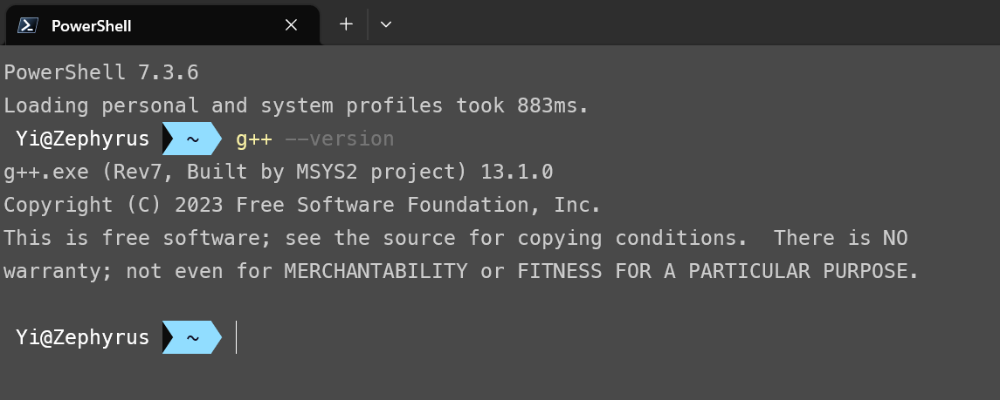 PowerShell
PowerShell 7.3.6
Loading personal and system profiles took 883ms.
Yi@Zephyrus ~ g++ --version
g++.exe (Rev7, Built by MSYS2 project) 13.1.0
Copyright (C) 2023 Free Software Foundation, Inc.
This is free software; see the source for copying conditions.  There is NO
warranty; not even for MERCHANTABILITY or FITNESS FOR A PARTICULAR PURPOSE.
Yi@Zephyrus ~